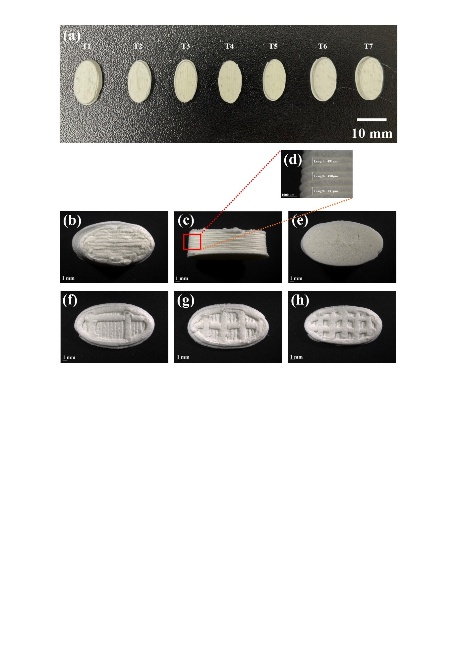 (a)
T1 T2 T3 T4 T5 T6 T7
10 mm
(d)
(b) (c) (e)
1 mm 1 mm 1 mm
(f) (g) (h)
1 mm 1 mm 1 mm